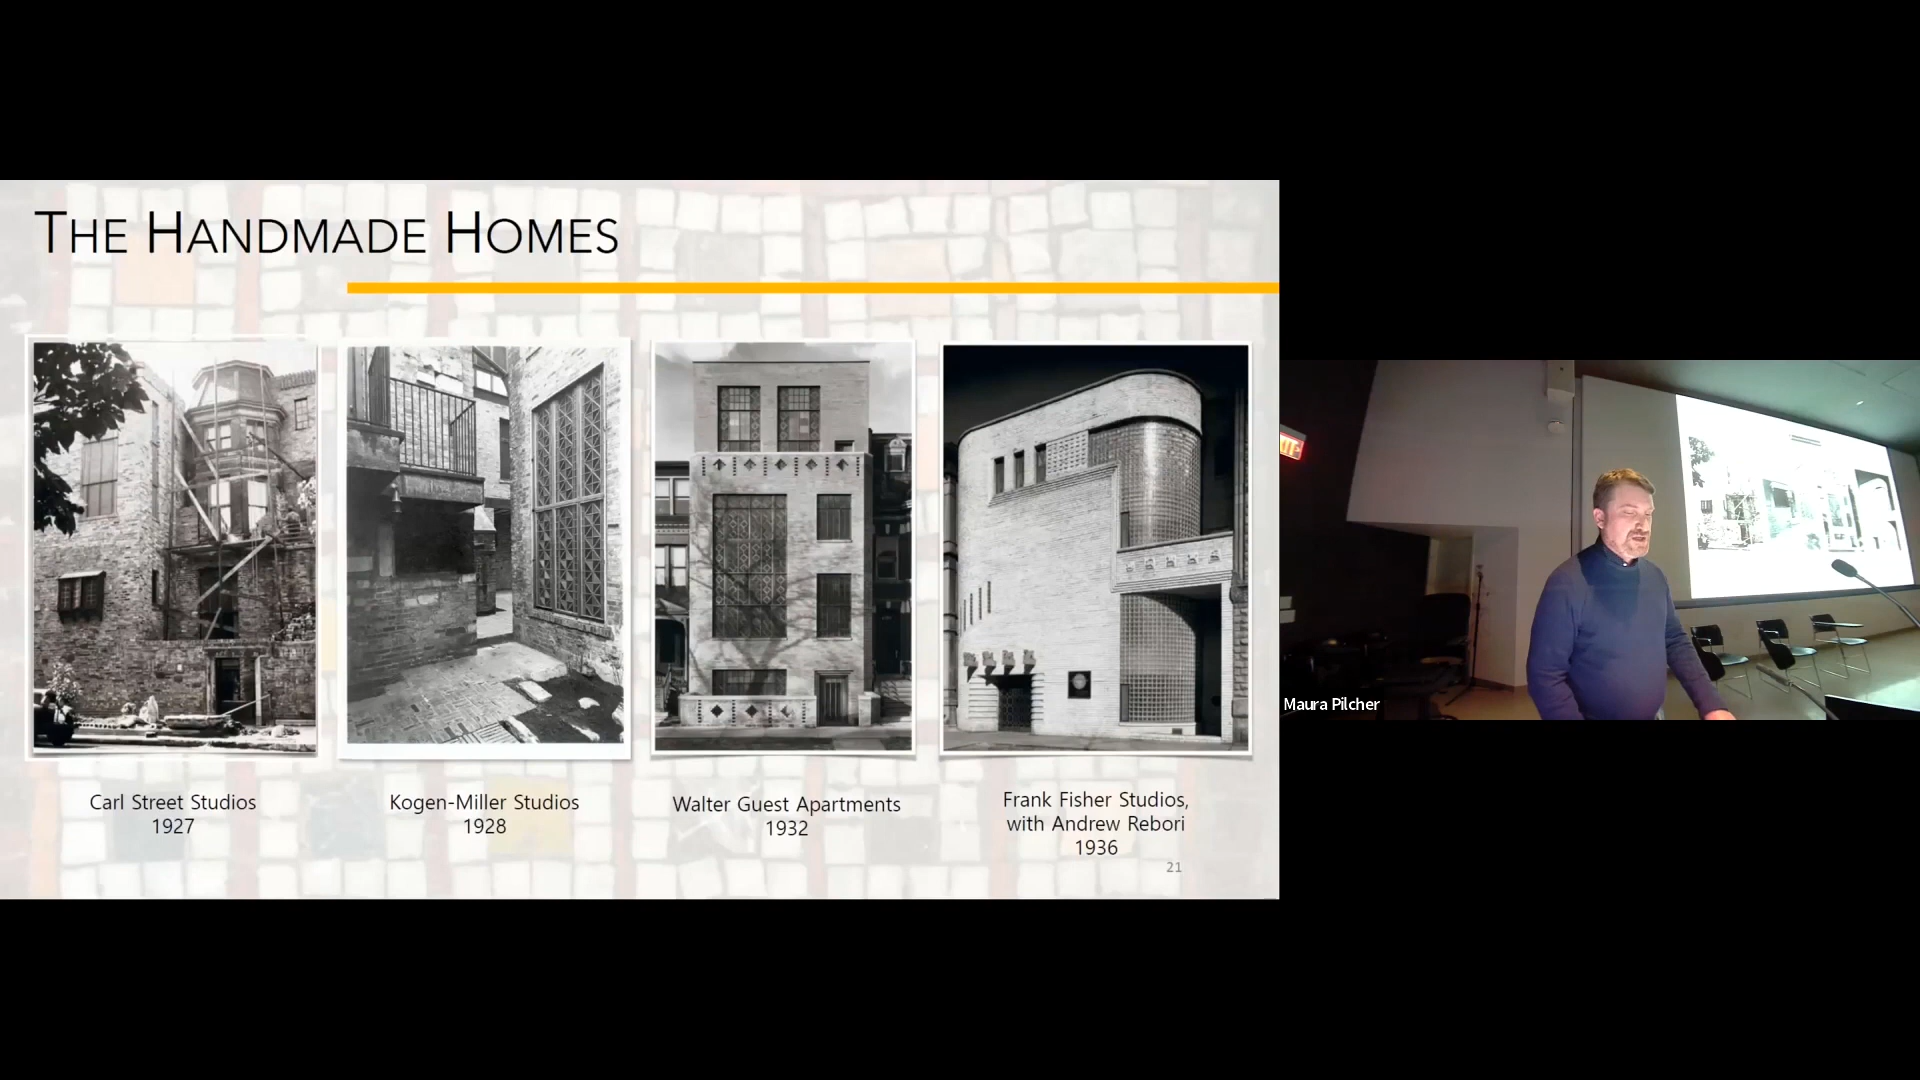 THE HANDMADE HOMES
Carl Street Studios
1927
Kogen-Miller Studios
1928
Walter Guest Apartments
1932
Frank Fisher Studios,
with Andrew Rebori
1936
21
Maura Pilcher